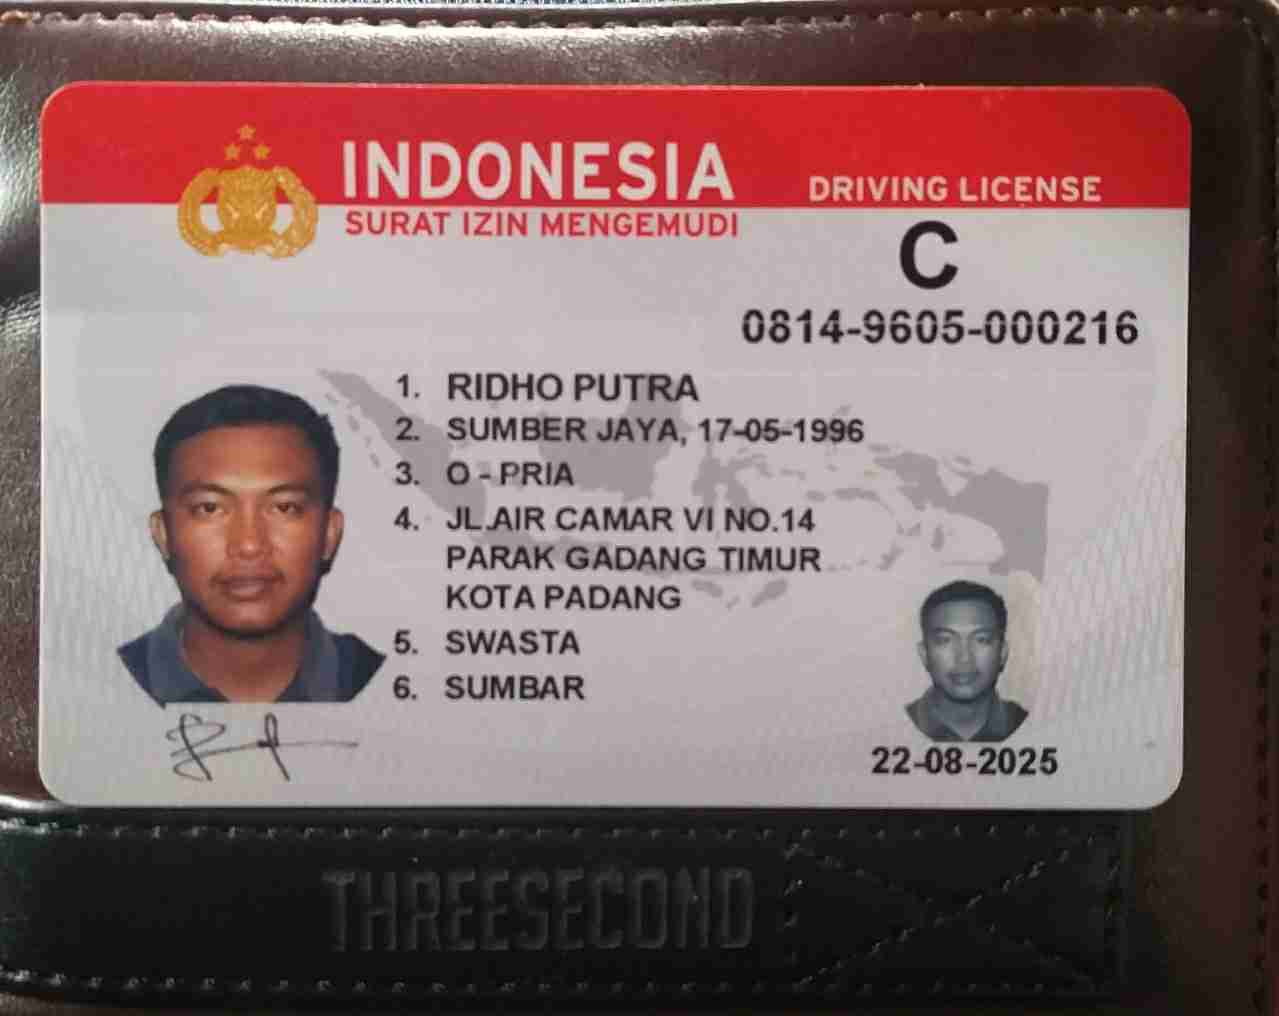 INDONESIA
SURAT IZIN MENGEMUDI
DRIVING LICENSE
C
0814-9605-000216
1. RIDHO PUTRA
2. SUMBER JAYA, 17-05-1996
3. O - PRIA
4. JL.AIR CAMAR VI NO.14
PARAK GADANG TIMUR
KOTA PADANG
5. SWASTA
6. SUMBAR
22-08-2025
THREESECOND